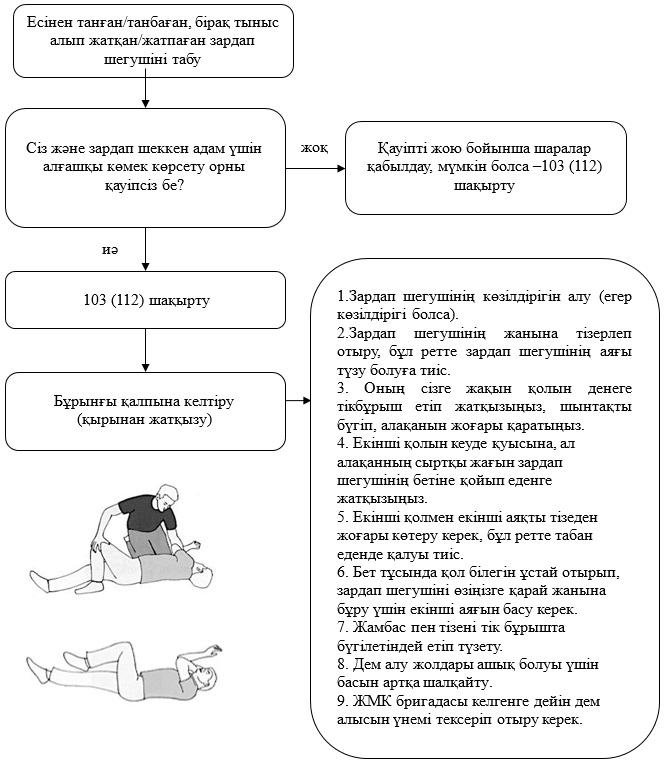 Есінен танған/танбаған, бірақ тыныс
алып жатқан/жатпаған зардап
шегушіні табу
Сіз және зардап шеккен адам үшін
алғашқы көмек көрсету орны
қауіпсіз бе?
жоқ
Қауіпті жою бойынша шаралар
қабылдау, мүмкін болса –103 (112)
шақырту
иә
103 (112) шақырту
Бұрынғы қалпына келтіру
(қырынан жатқызу)
1.Зардап шегушінің көзілдірігін алу (егер
көзілдірігі болса).
2.Зардап шегушінің жанына тізерлеп
отыру, бұл ретте зардап шегушінің аяғы
түзу болуға тиіс.
3. Оның сізге жақын қолын денеге
тікбұрыш етіп жатқызыңыз, шынтақты
бүгіп, алақанын жоғары қаратыңыз.
4. Екінші қолын кеуде қуысына, ал
алақанның сыртқы жағын зардап
шегушінің бетіне қойып еденге
жатқызыңыз.
5. Екінші қолмен екінші аяқты тізеден
жоғары көтеру керек, бұл ретте табан
еденде қалуы тиіс.
6. Бет тұсында қол білегін ұстай отырып,
зардап шегушіні өзіңізге қарай жанына
бұру үшін екінші аяғын басу керек.
7. Жамбас пен тізені тік бұрышта
бүгілетіндей етіп түзету.
8. Дем алу жолдары ашық болуы үшін
басын артқа шалқайту.
9. ЖМК бригадасы келгенге дейін дем
алысын үнемі тексеріп отыру керек.